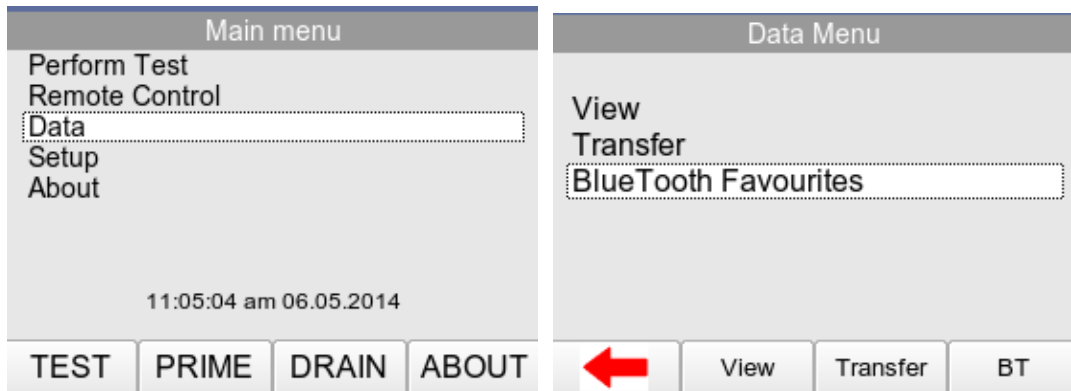 Main menu
Perform Test
Remote Control
Data
Setup
About
11:05:04 am 06.05.2014
TEST PRIME DRAIN ABOUT
Data Menu
View
Transfer
BlueTooth Favourites
View Transfer BT